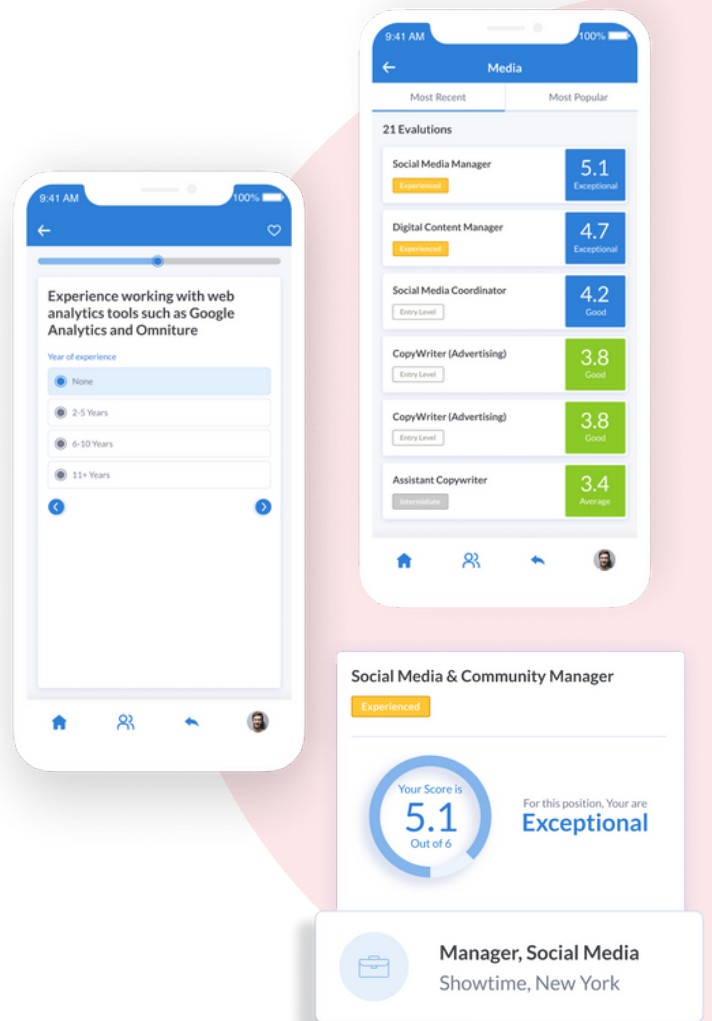 9:41 AM
100%
Media
Most Recent
Most Popular
21 Evalutions
Social Media Manager
Experienced
5.1
Exceptional
Digital Content Manager
Experienced
4.7
Exceptional
Social Media Coordinator
Entry Level
4.2
Good
CopyWriter (Advertising)
Entry Level
3.8
Good
CopyWriter (Advertising)
Entry Level
3.8
Good
Assistant Copywriter
Intermidiate
3.4
Average
9:41 AM
100%
Experience working with web
analytics tools such as Google
Analytics and Omniture
Year of experience
None
2-5 Years
6-10 Years
11+ Years
Social Media & Community Manager
Experienced
Your Score is
5.1
Out of 6
For this position, Your are
Exceptional
Manager, Social Media
Showtime, New York